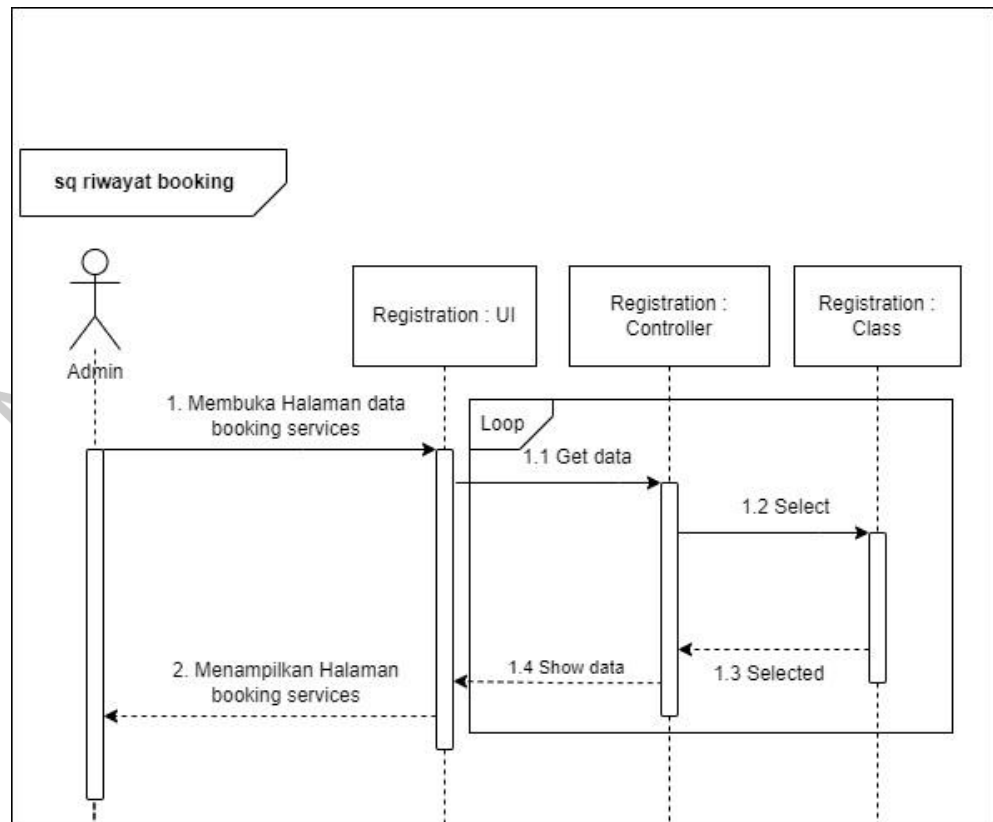 sq riwayat booking
Admin
Registration : UI
Registration :
Controller
Registration :
Class
1. Membuka Halaman data
booking services
Loop
1.1 Get data
1.2 Select
1.3 Selected
1.4 Show data
2. Menampilkan Halaman
booking services